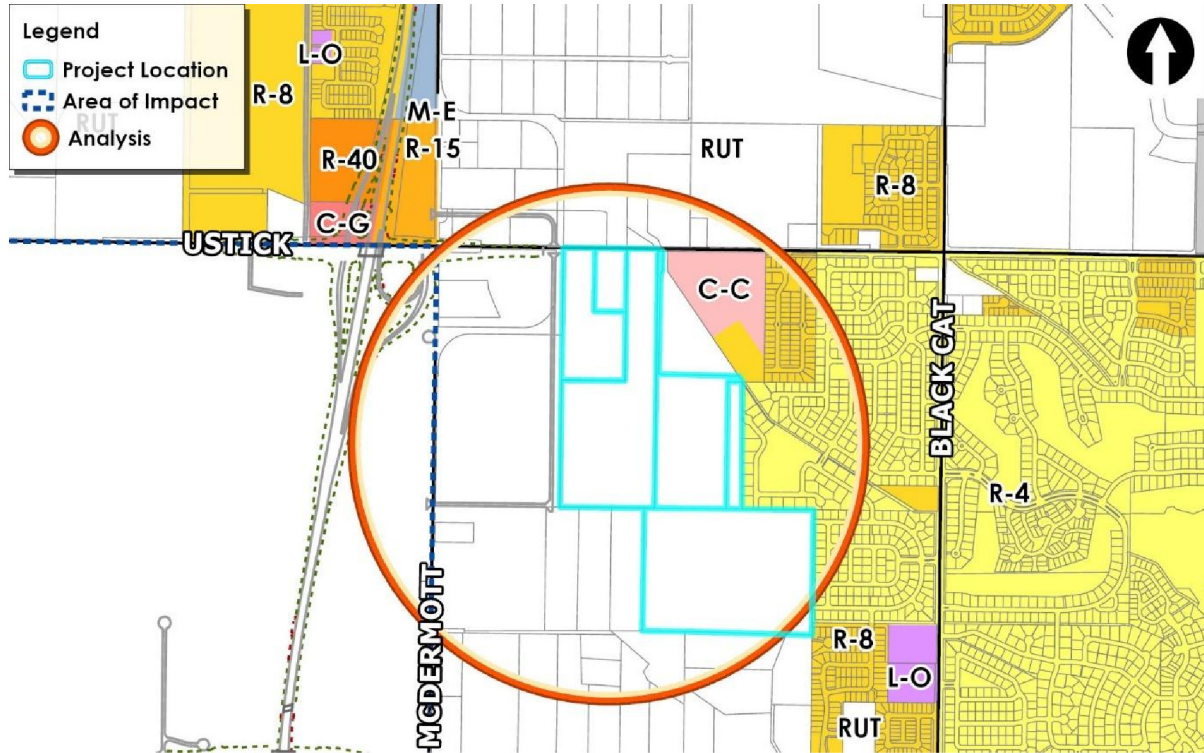 Legend
Project Location
Area of Impact
Analysis
RUT
L-O
R-8
M-E
R-40
R-15
C-G
RUT
R-8
USTICK
C-C
BLACK CAT
R-4
MCDERMOTT
R-8
L-O
RUT